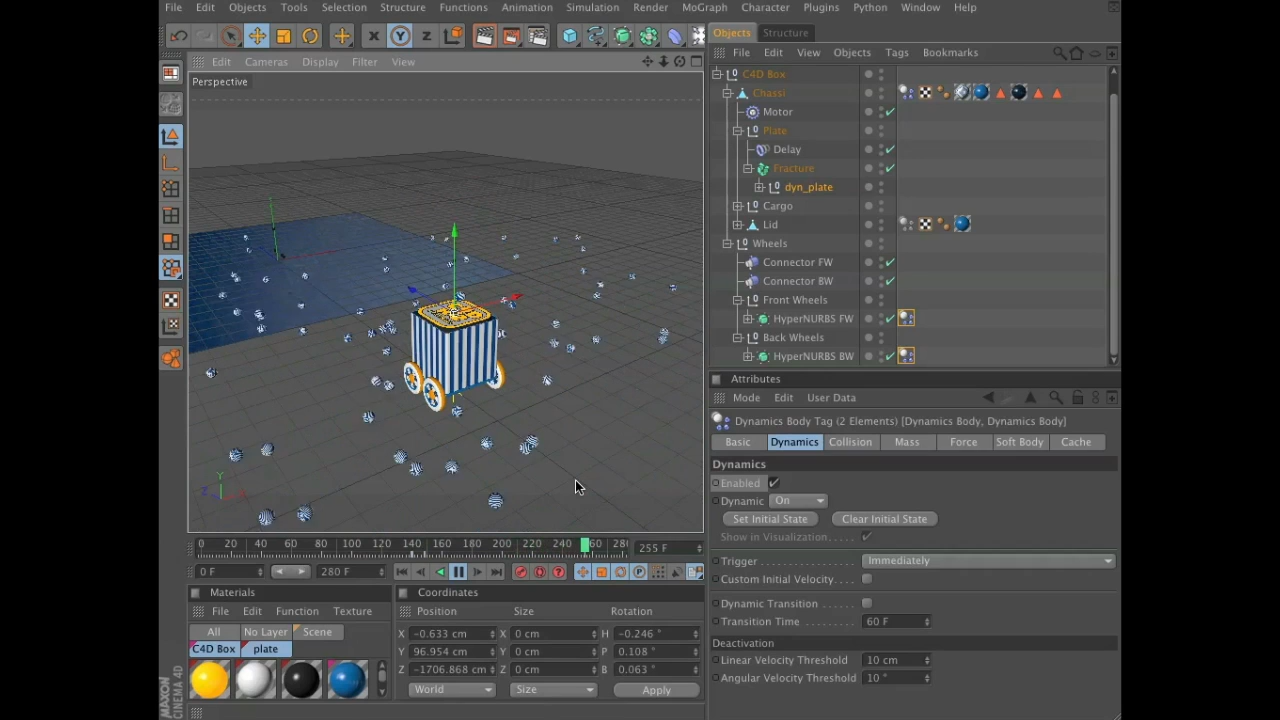 File Edit Objects Tools Selection Structure Functions Animation Simulation Render MoGraph Character Plugins Python Window Help
X Y Z
Objects Structure
File Edit View Objects Tags Bookmarks
Edit Cameras Display Filter View
Perspective
C4D Box
Chassi
Motor
Plate
Delay
Fracture
dyn_plate
Cargo
Lid
Wheels
Connector FW
Connector BW
Front Wheels
HyperNURBS FW
Back Wheels
HyperNURBS BW
Attributes
Mode Edit User Data
Dynamics Body Tag (2 Elements) [Dynamics Body, Dynamics Body]
Basic Dynamics Collision Mass Force Soft Body Cache
Dynamics
Enabled
Dynamic On
Set Initial State Clear Initial State
Show in Visualization
Trigger Immediately
Custom Initial Velocity
Dynamic Transition
Transition Time 60 F
Deactivation
Linear Velocity Threshold 10 cm
Angular Velocity Threshold 10 °
Y
Z
0 20 40 60 80 100 120 140 160 180 200 220 240 60 280 255 F
0 F 280 F
Materials
File Edit Function Texture
All No Layer Scene
C4D Box plate
Coordinates
Position Size Rotation
X -0.633 cm X 0 cm H -0.246 °
Y 96.954 cm Y 0 cm P 0.108 °
Z -1706.868 cm Z 0 cm B 0.063 °
World Size Apply
MAXON
CINEMA 4D